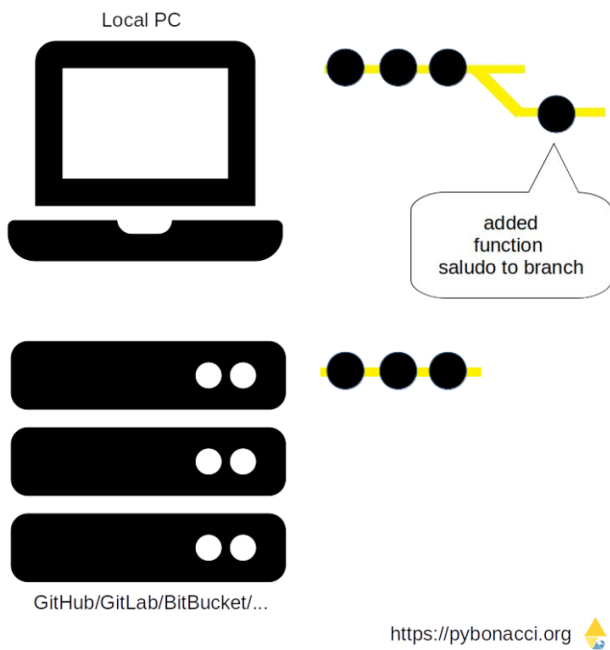 Local PC
added
function
saludo to branch
GitHub/GitLab/BitBucket/...
https://pybonacci.org